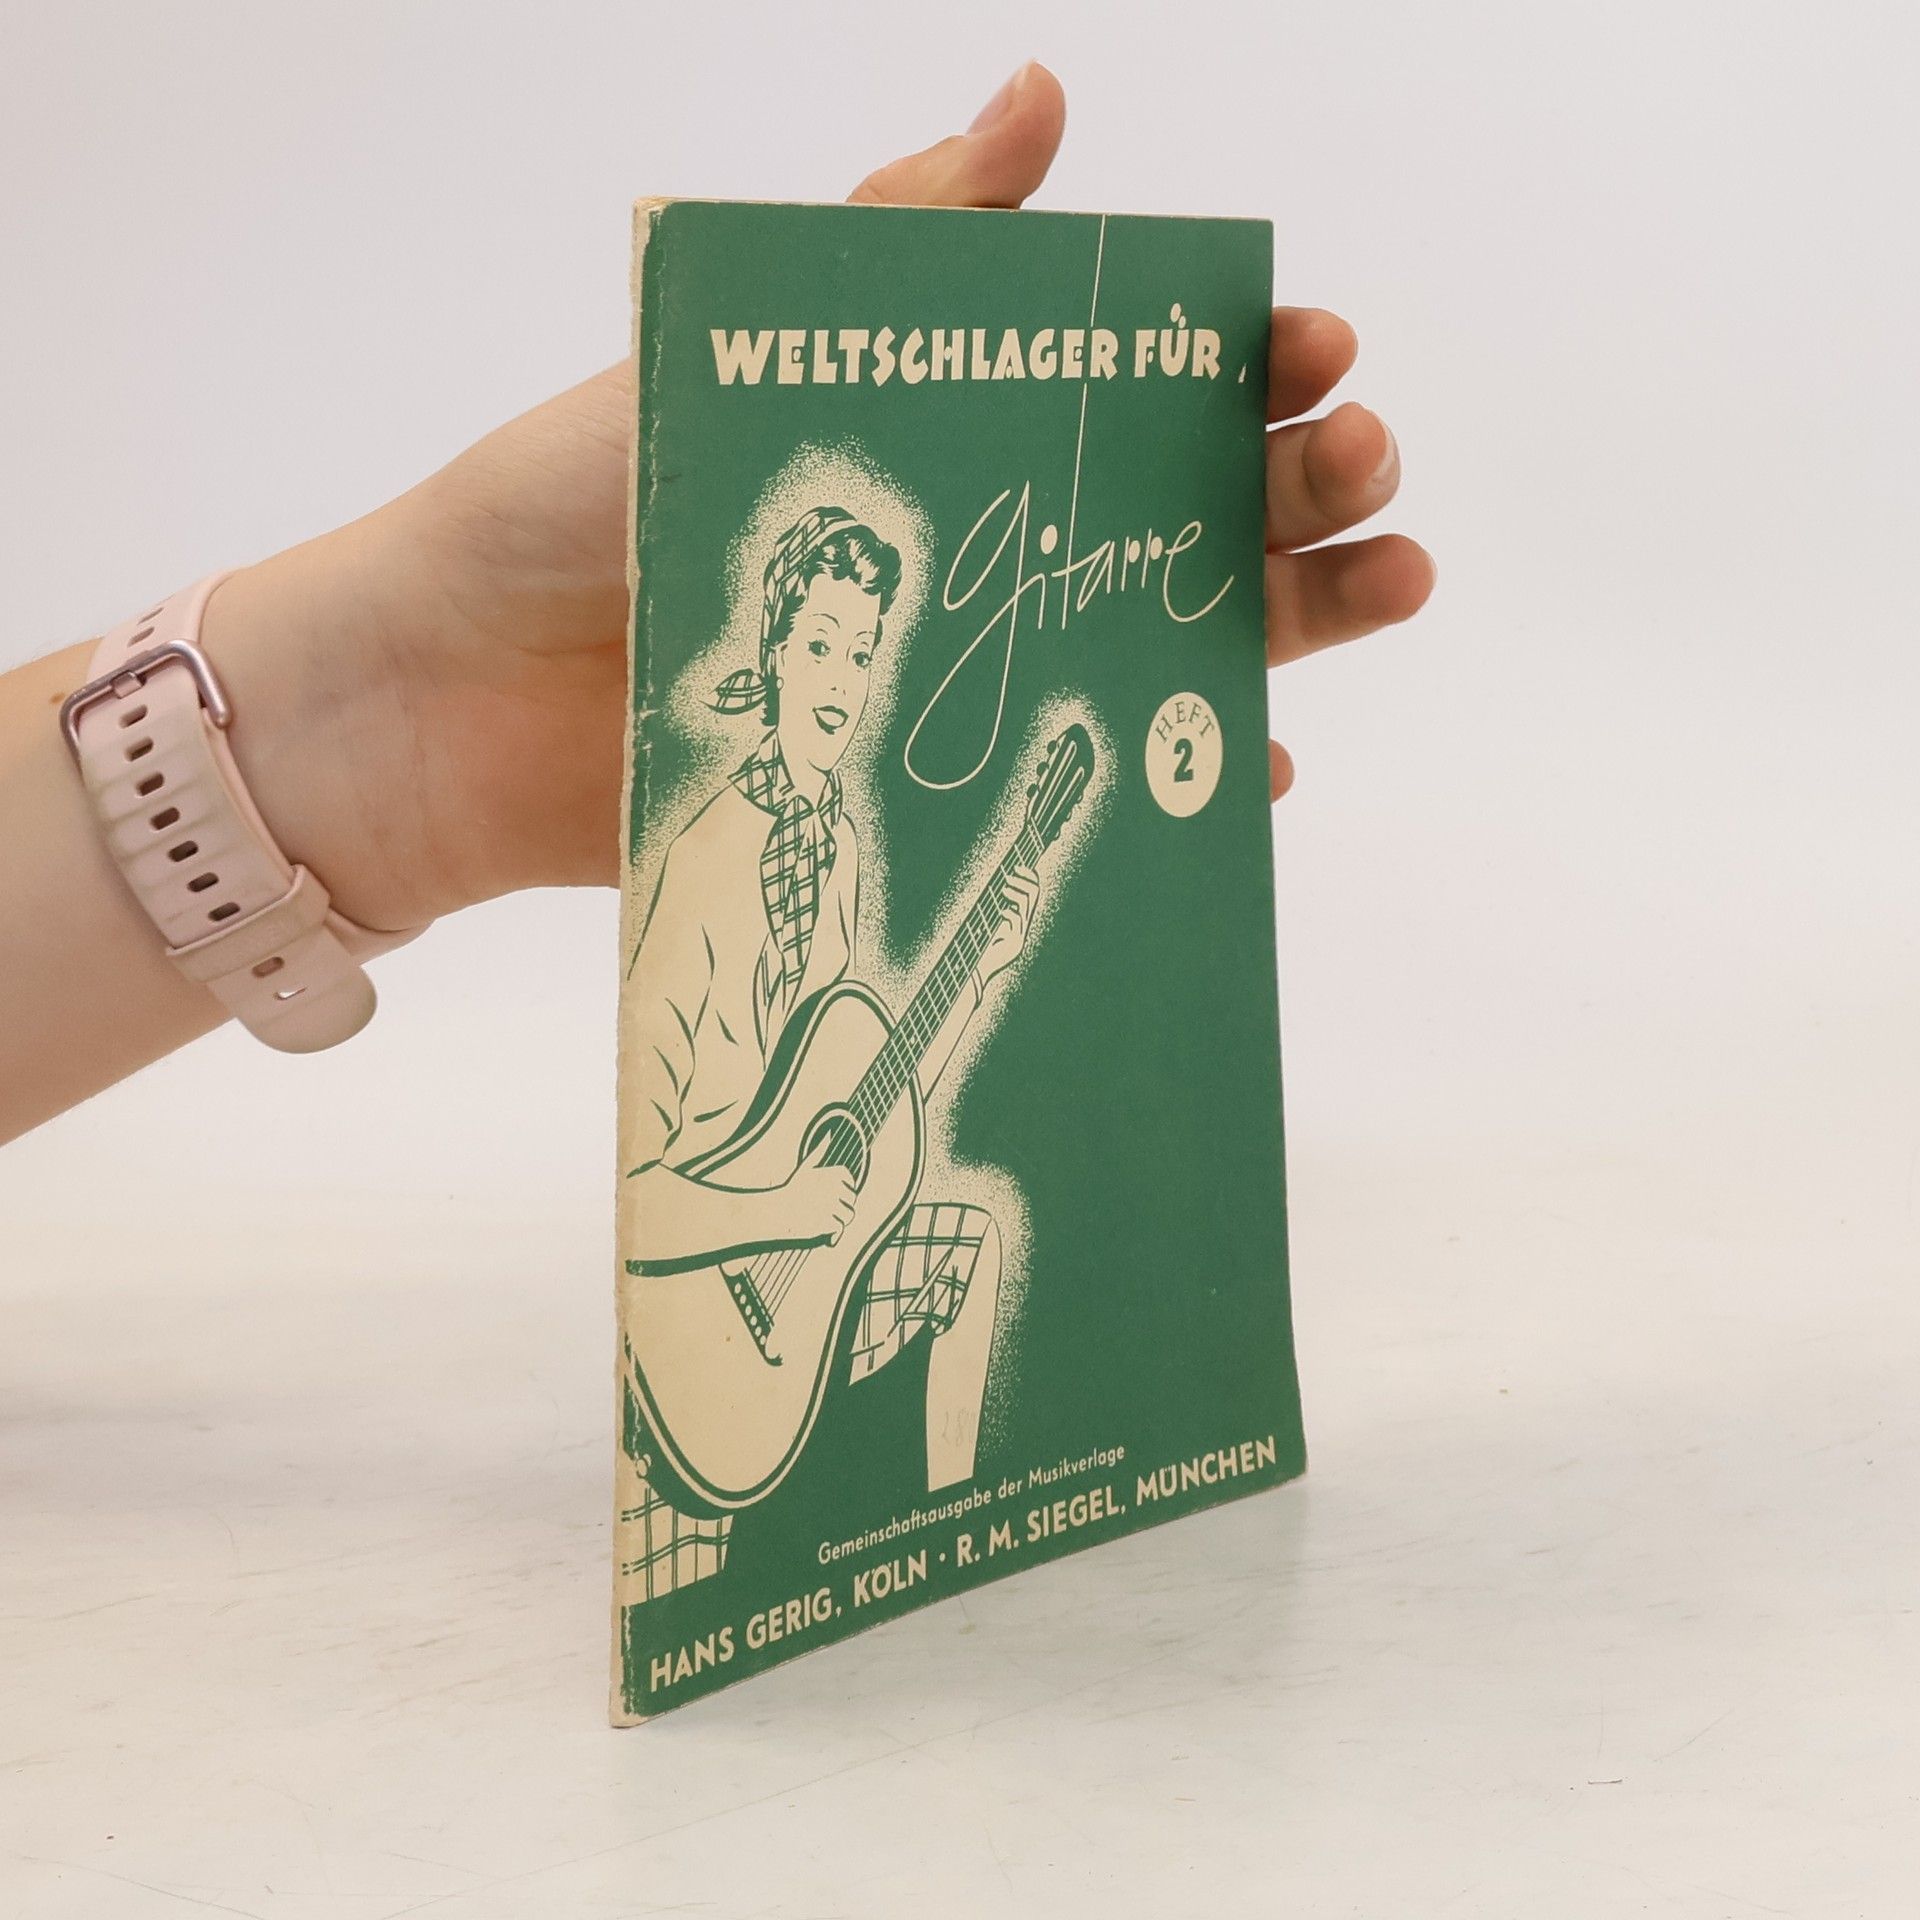 WELTSCHLAGER FÜR
gitarre
HEFT
2
Gemeinschaftsausgabe der Musikverlage
HANS GERIG, KÖLN · R. M. SIEGEL, MÜNCHEN